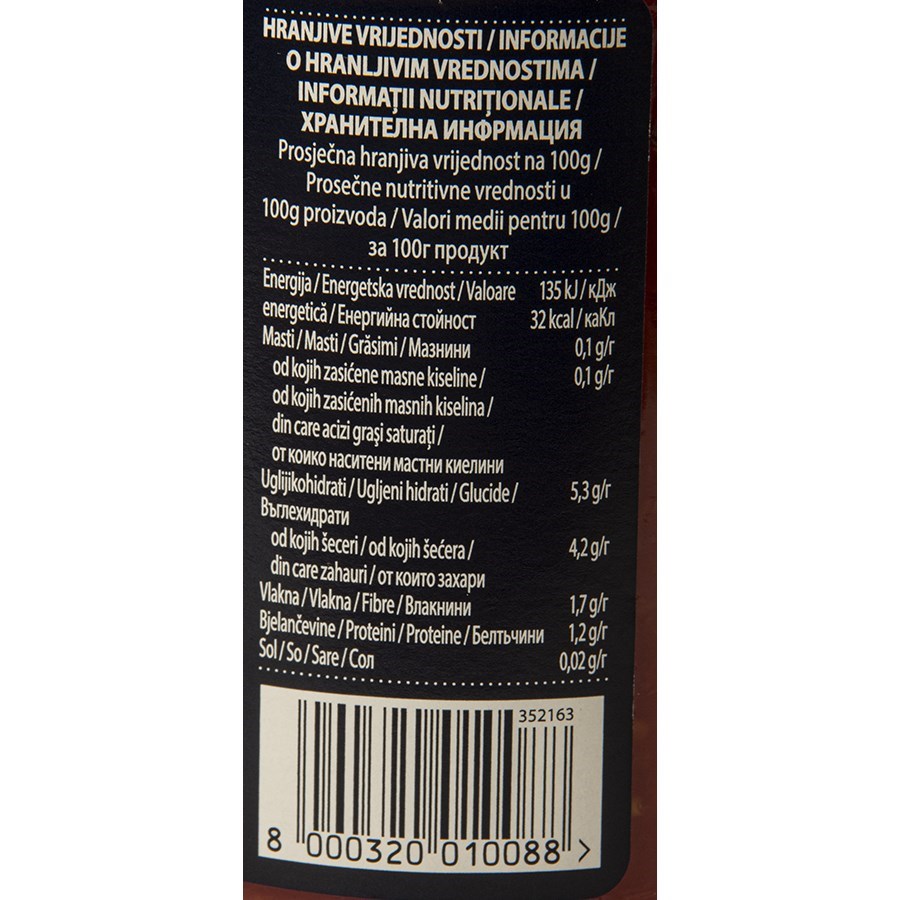 HRANJIVE VRIJEDNOSTI / INFORMACIJE
O HRANLJIVIM VREDNOSTIMA /
INFORMAȚII NUTRIȚIONALE /
ХРАНИТЕЛНА ИНФРМАЦИЯ
Prosječna hranjiva vrijednost na 100g /
Prosečne nutritivne vrednosti u
100g proizvoda / Valori medii pentru 100g /
за 100г продукт
Energija / Energetska vrednost / Valoare 135 kJ / кДж
energetică / Енергийна стойност 32 kcal / каКл
Masti / Masti / Grăsimi / Мазнини 0,1 g/г
od kojih zasićene masne kiseline / 0,1 g/г
od kojih zasićenih masnih kiselina /
din care acizi grași saturați /
от коико наситени мастни киелини
Uglijikohidrati / Ugljeni hidrati / Glucide / 5,3 g/г
Въглехидрати
od kojih šeceri / od kojih šećera / 4,2 g/г
din care zahauri / от които захари
Vlakna / Vlakna / Fibre / Влакнини 1,7 g/г
Bjelančevine / Proteini / Proteine / Белтъчини 1,2 g/г
Sol / So / Sare / Сол 0,02 g/г
352163
8 000320 010088 >